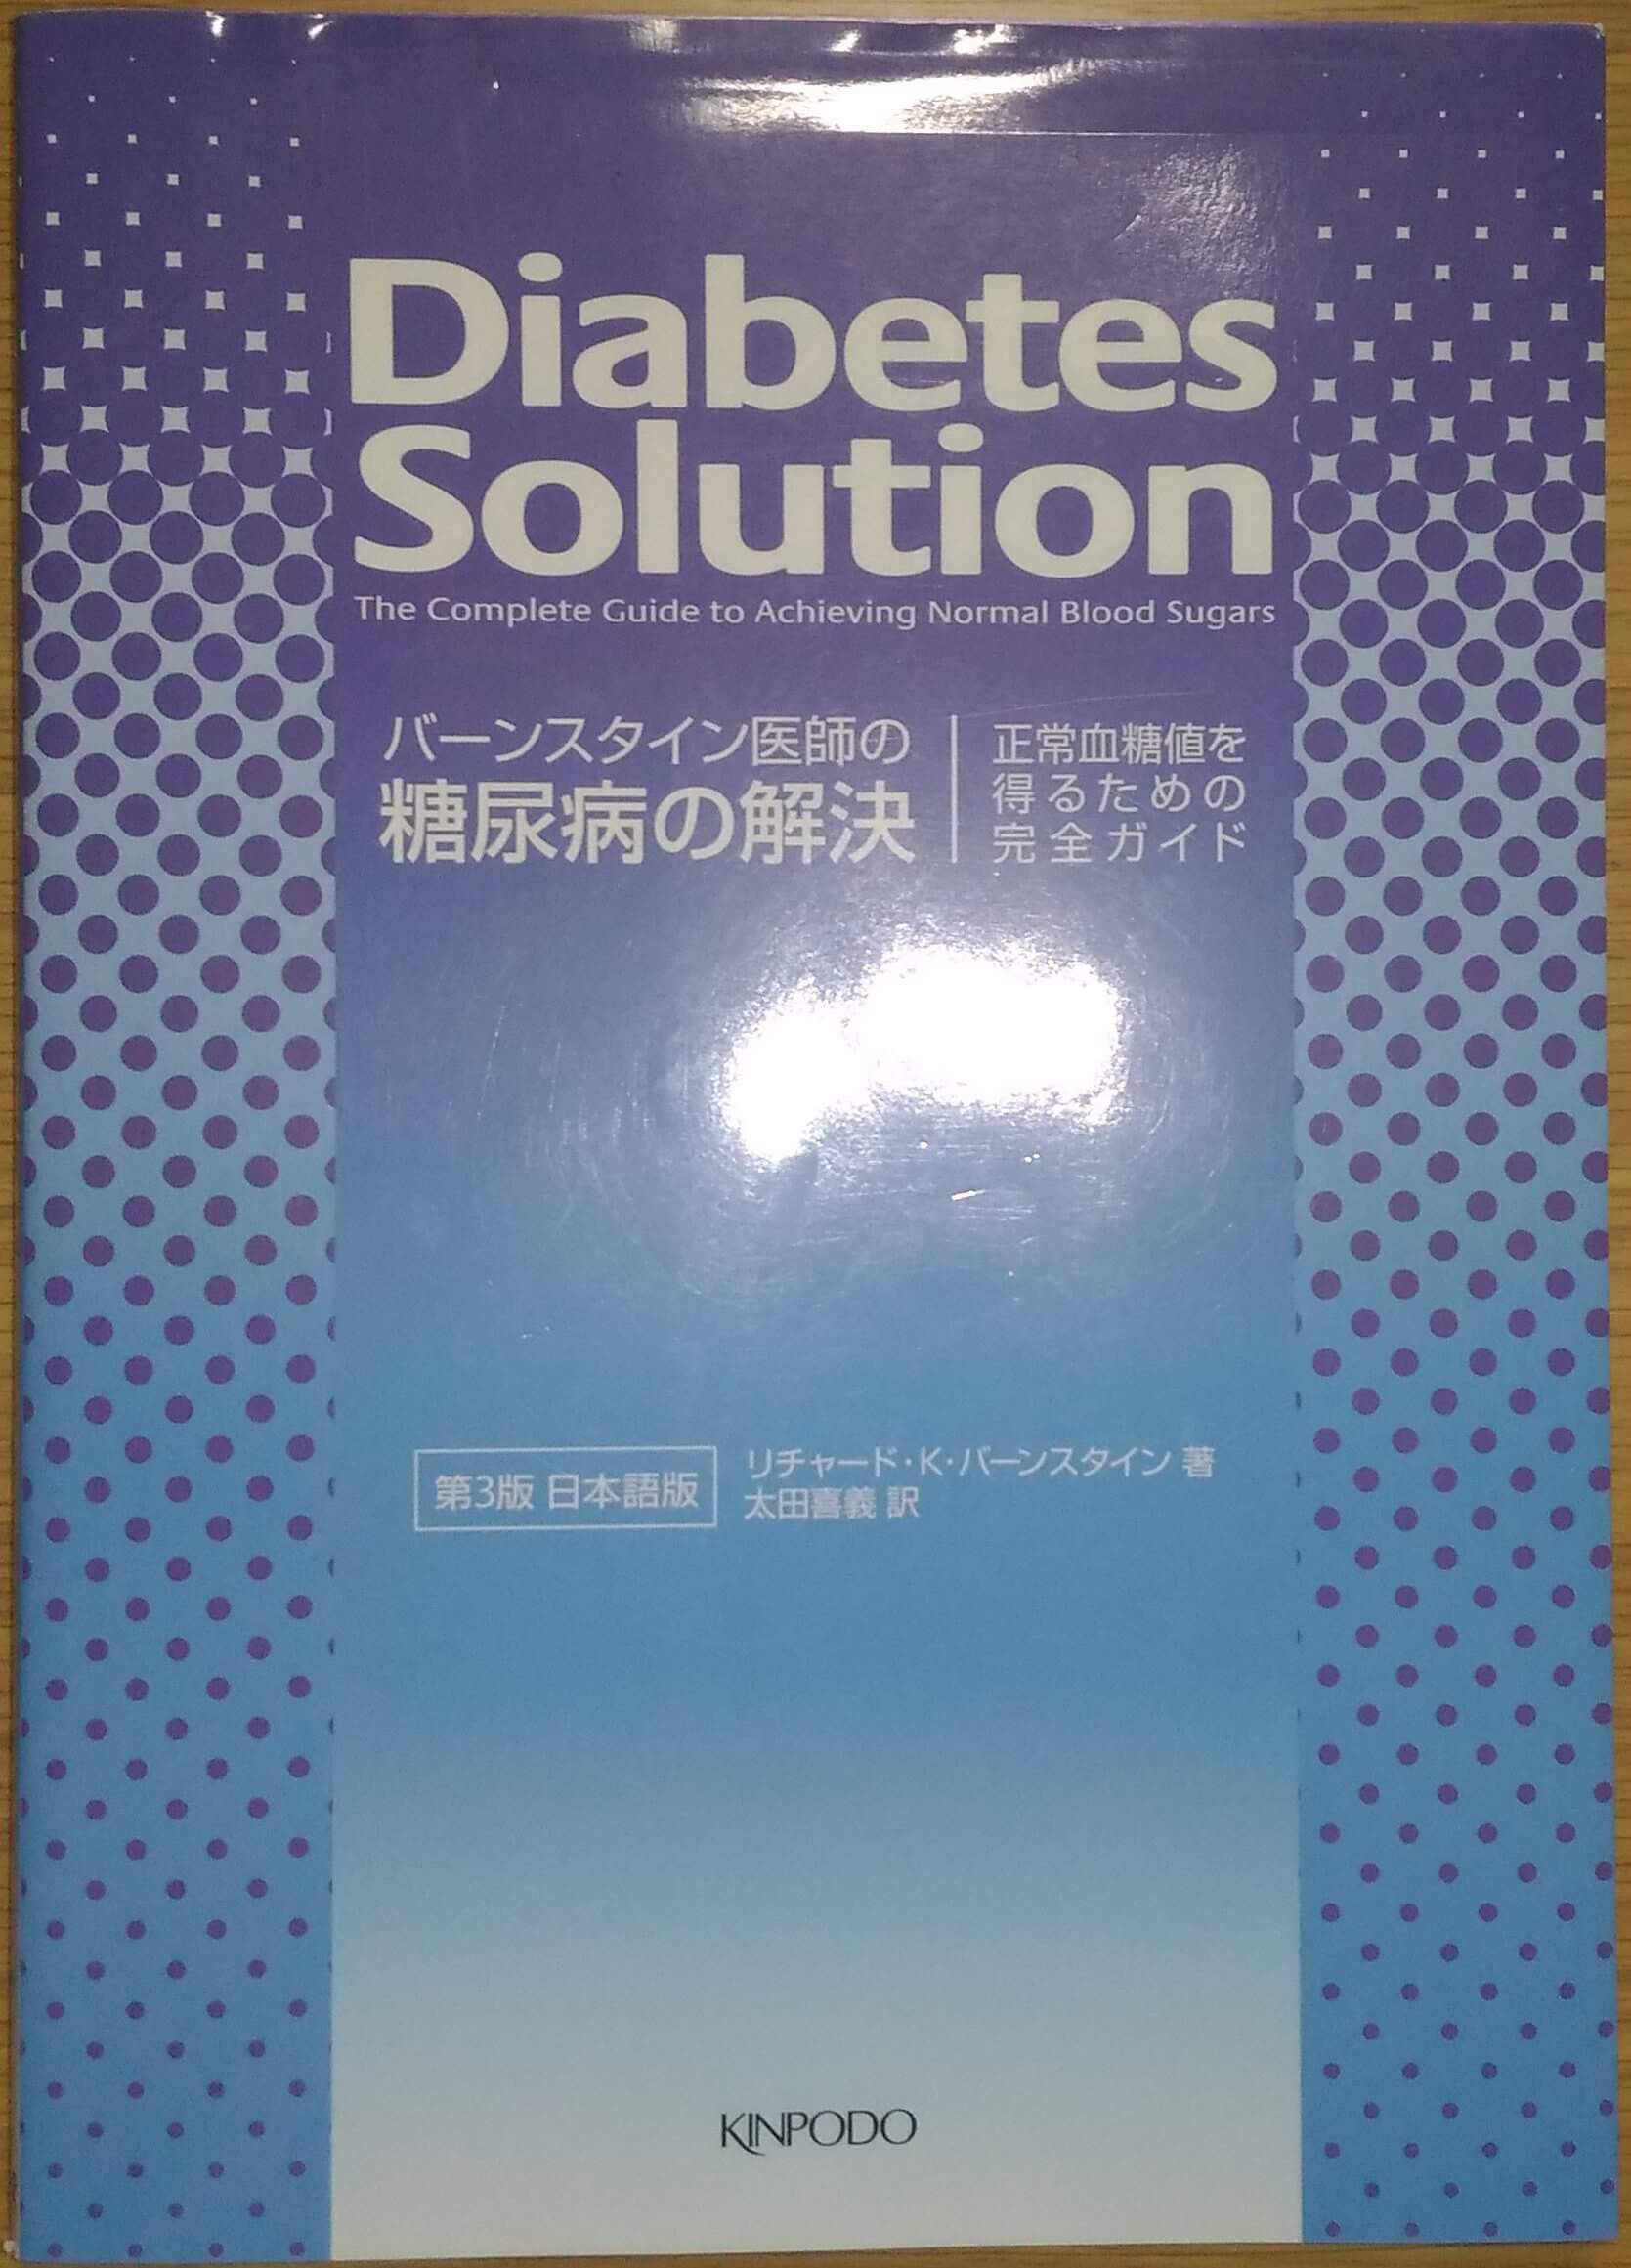 Diabetes
Solution
The Complete Guide to Achieving Normal Blood Sugars
バーンスタイン医師の
糖尿病の解決
正常血糖値を
得るための
完全ガイド
第3版 日本語版
リチャード・K・バーンスタイン 著
太田喜義 訳
KINPODO